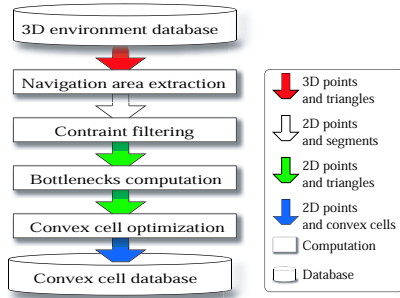 3D environment database
Navigation area extraction
Contraint filtering
Bottlenecks computation
Convex cell optimization
Convex cell database
3D points
and triangles
2D points
and segments
2D points
and triangles
2D points
and convex cells
Computation
Database